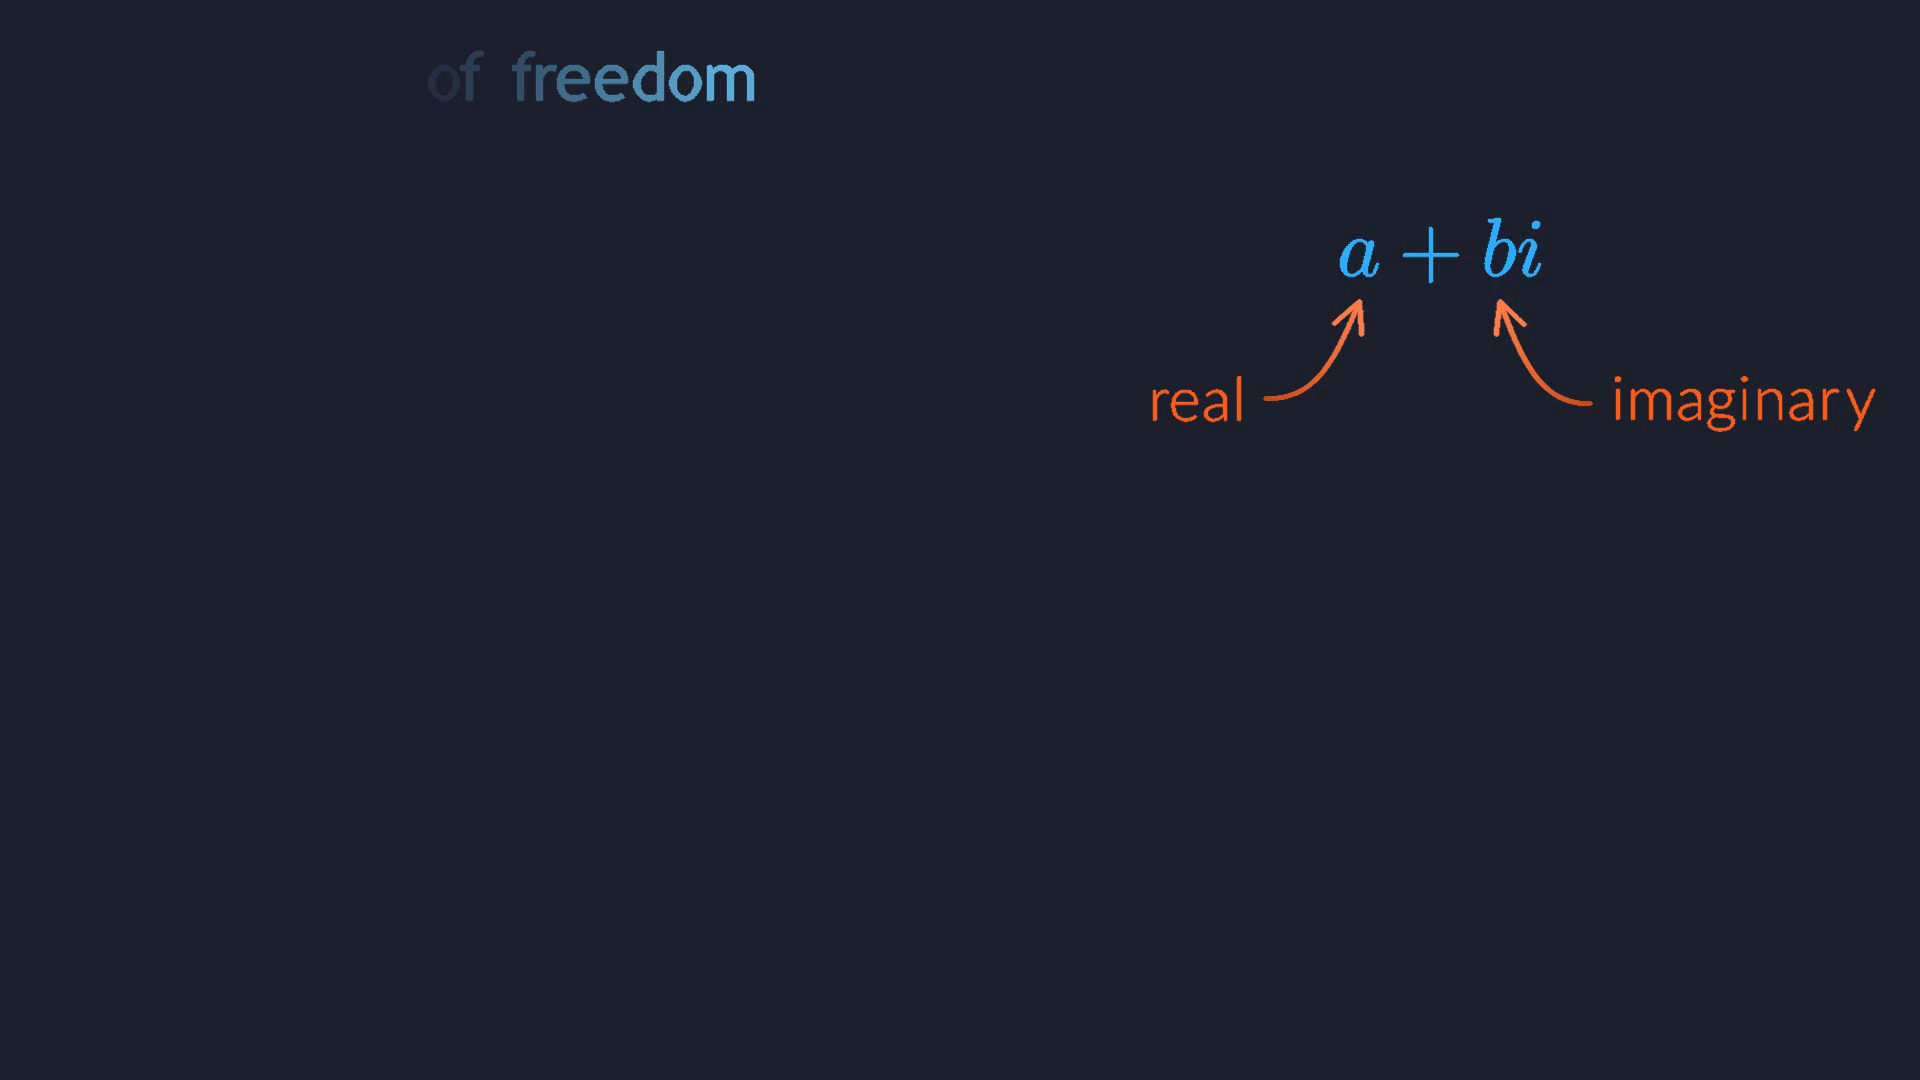 of freedom
a + bi
real
imaginary